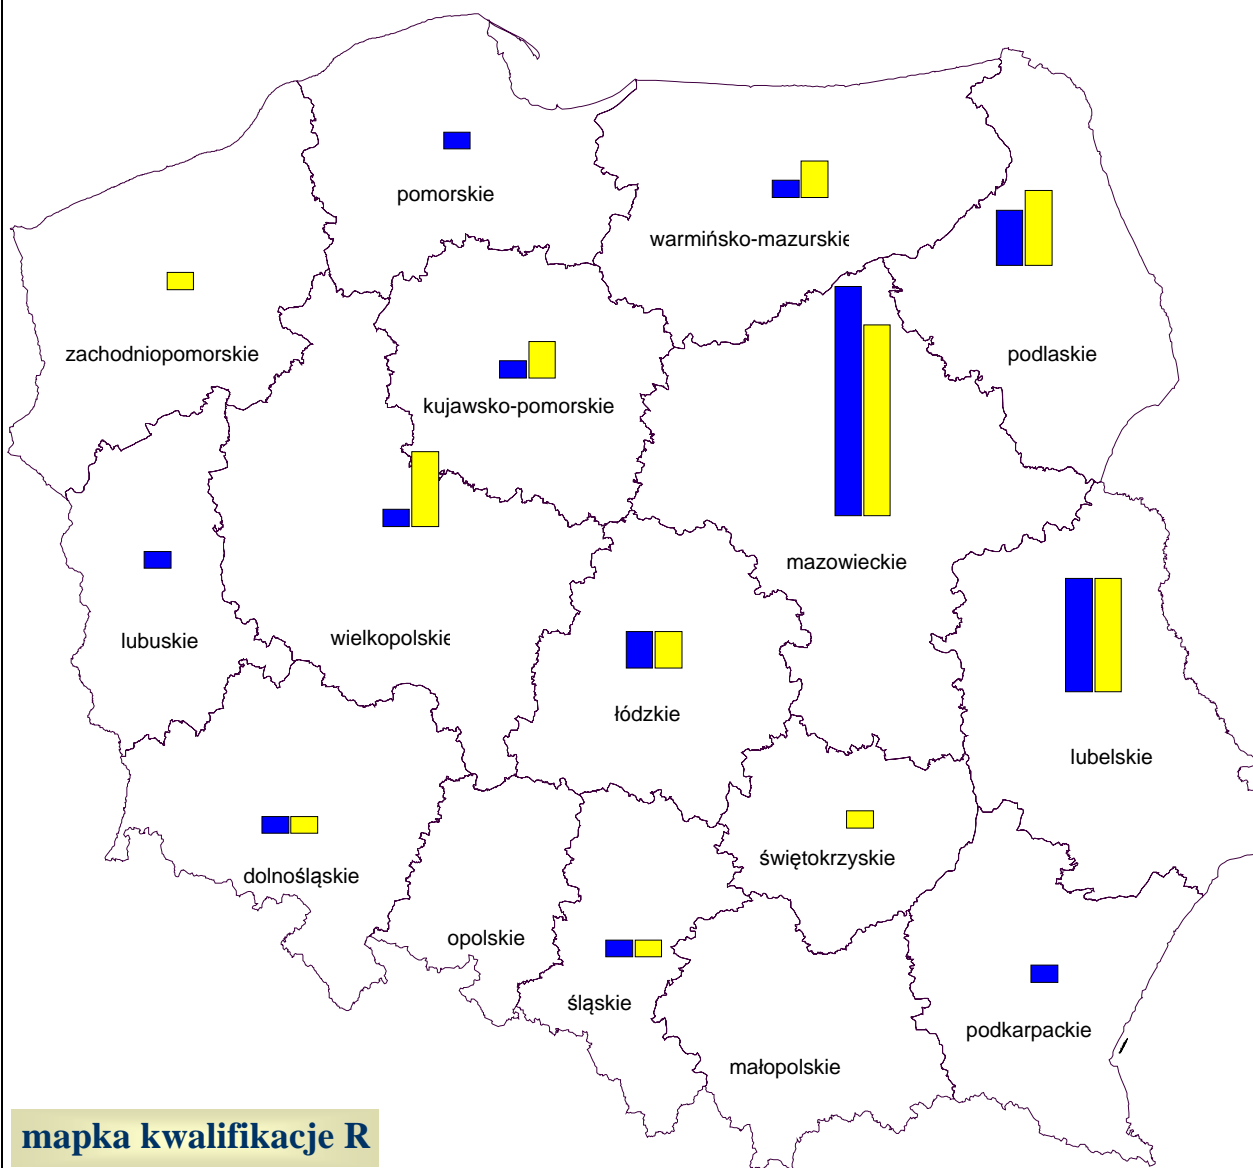 pomorskie
warmińsko-mazurskie
zachodniopomorskie
podlaskie
kujawsko-pomorskie
mazowieckie
lubuskie
wielkopolskie
łódzkie
lubelskie
świętokrzyskie
dolnośląskie
opolskie
śląskie
podkarpackie
małopolskie
mapka kwalifikacje R